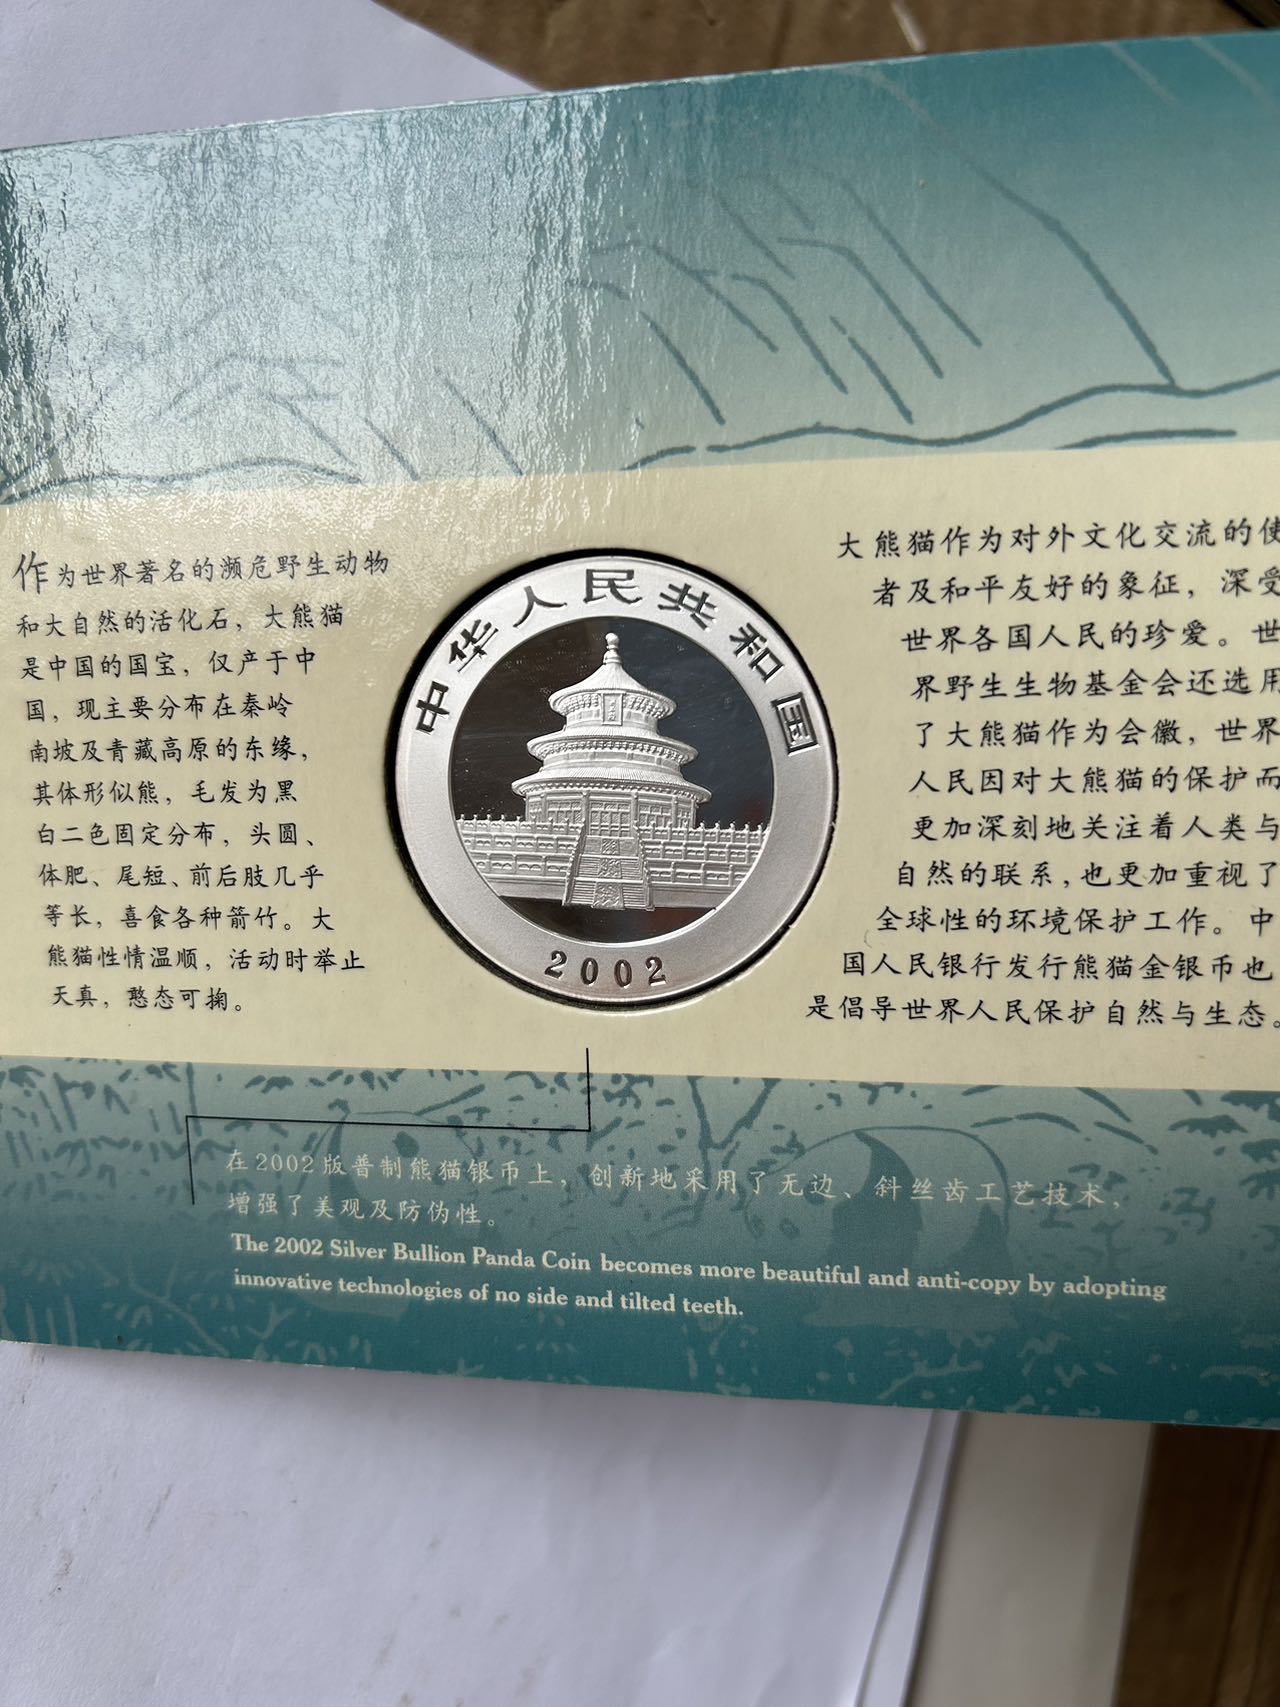 作为世界著名的濒危野生动物
和大自然的活化石，大熊猫
是中国的国宝，仅产于中
国，现主要分布在秦岭
南坡及青藏高原的东缘，
其体形似熊，毛发为黑
白二色固定分布，头圆、
体肥、尾短、前后肢几乎
等长，喜食各种箭竹。大
熊猫性情温顺，活动时举止
天真，憨态可掬。
中华人民共和国
2002
大熊猫作为对外文化交流的使
者及和平友好的象征，深受
世界各国人民的珍爱。世
界野生生物基金会还选用
了大熊猫作为会徽，世界
人民因对大熊猫的保护而
更加深刻地关注着人类与
自然的联系，也更加重视了
全球性的环境保护工作。中
国人民银行发行熊猫金银币也
是倡导世界人民保护自然与生态。
在2002版普制熊猫银币上，创新地采用了无边、斜丝齿工艺技术，
增强了美观及防伪性。
The 2002 Silver Bullion Panda Coin becomes more beautiful and anti-copy by adopting
innovative technologies of no side and tilted teeth.